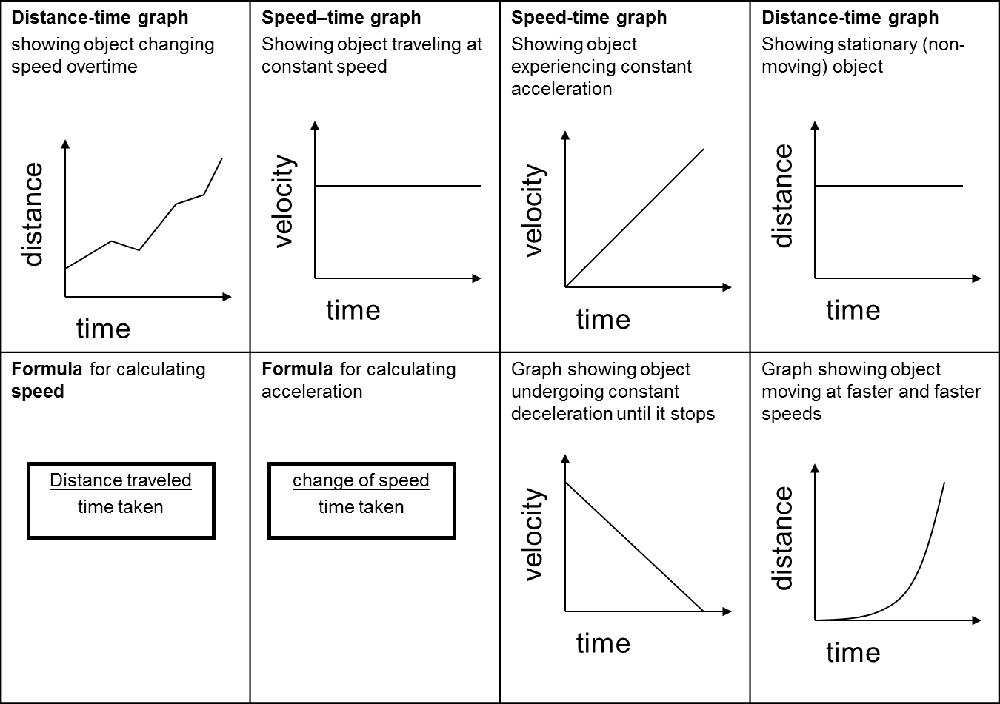 Distance-time graph
showing object changing
speed overtime
distance
time
Speed–time graph
Showing object traveling at
constant speed
velocity
time
Speed-time graph
Showing object
experiencing constant
acceleration
velocity
time
Distance-time graph
Showing stationary (non-
moving) object
distance
time
Formula for calculating
speed
Distance traveled
time taken
Formula for calculating
acceleration
change of speed
time taken
Graph showing object
undergoing constant
deceleration until it stops
velocity
time
Graph showing object
moving at faster and faster
speeds
distance
time